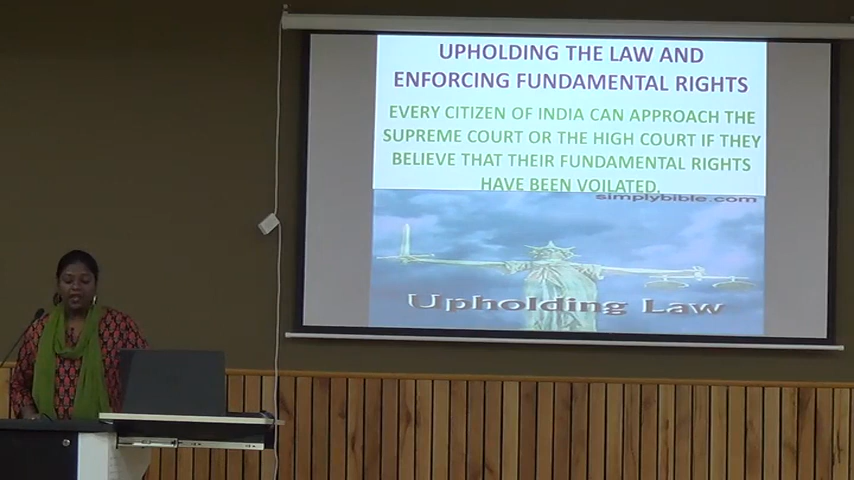 UPHOLDING THE LAW AND
ENFORCING FUNDAMENTAL RIGHTS
EVERY CITIZEN OF INDIA CAN APPROACH THE
SUPREME COURT OR THE HIGH COURT IF THEY
BELIEVE THAT THEIR FUNDAMENTAL RIGHTS
HAVE BEEN VOILATED.
simplybible.com
Upholding Law